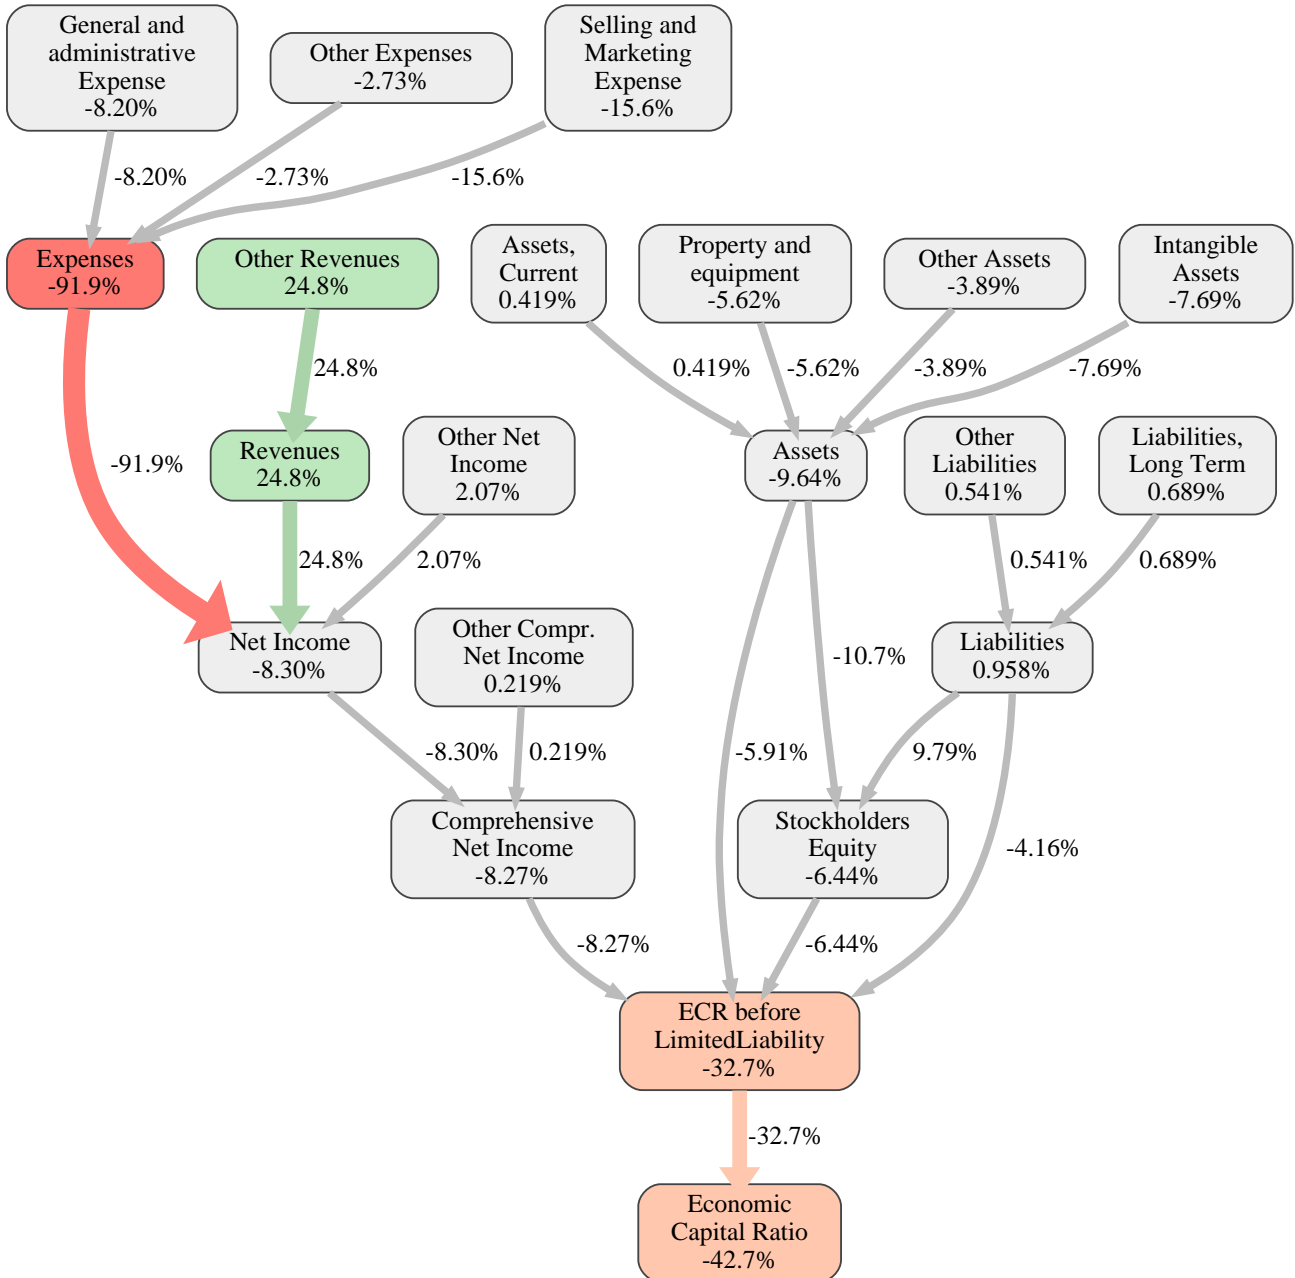 General and
administrative
Expense
-8.20%
Other Expenses
-2.73%
Selling and
Marketing
Expense
-15.6%
-8.20%
-2.73%
-15.6%
Expenses
-91.9%
Other Revenues
24.8%
Assets,
Current
0.419%
Property and
equipment
-5.62%
Other Assets
-3.89%
Intangible
Assets
-7.69%
24.8%
0.419%
-5.62%
-3.89%
-7.69%
-91.9%
Revenues
24.8%
Other Net
Income
2.07%
Assets
-9.64%
Other
Liabilities
0.541%
Liabilities,
Long Term
0.689%
24.8%
2.07%
0.541%
0.689%
Net Income
-8.30%
Other Compr.
Net Income
0.219%
-10.7%
Liabilities
0.958%
-8.30%
0.219%
-5.91%
9.79%
Comprehensive
Net Income
-8.27%
Stockholders
Equity
-6.44%
-4.16%
-8.27%
-6.44%
ECR before
LimitedLiability
-32.7%
-32.7%
Economic
Capital Ratio
-42.7%